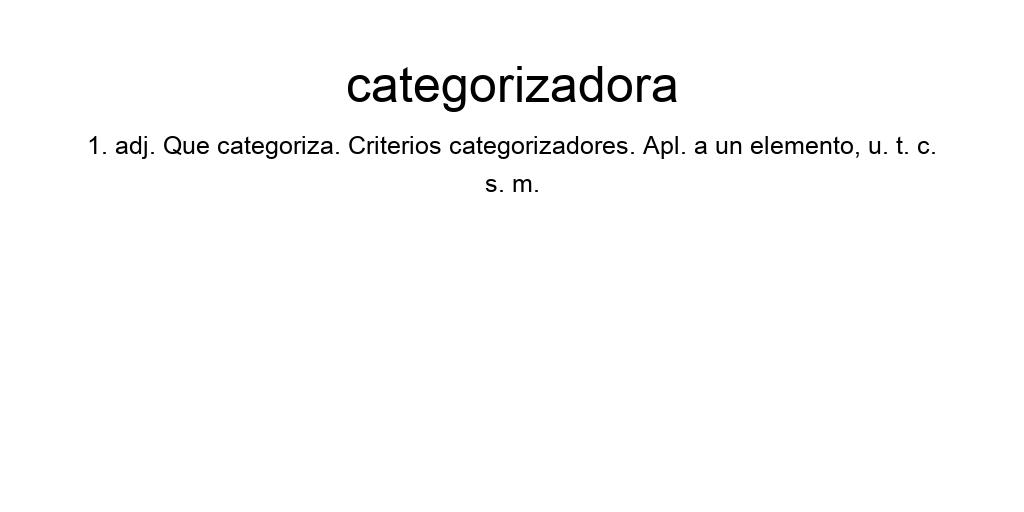 categorizadora
1. adj. Que categoriza. Criterios categorizadores. Apl. a un elemento, u. t. c.
s. m.